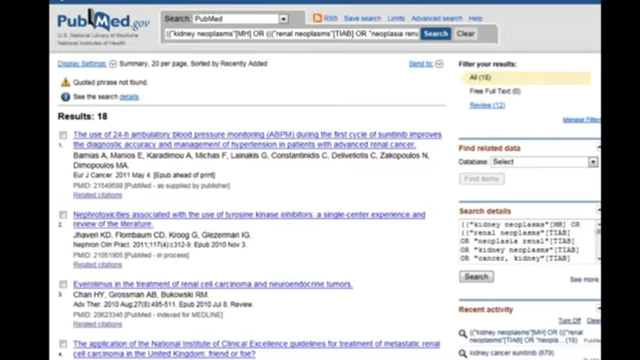 PubMed.gov
U.S. National Library of Medicine
National Institutes of Health
Search: PubMed
RSS Save search Limits Advanced search Help
(("kidney neoplasms"[MH] OR ((("renal neoplasms"[TIAB] OR "neoplasia rena
Search Clear
Display Settings: Summary, 20 per page, Sorted by Recently Added
Send to:
Quoted phrase not found.
See the search details.
Results: 18
1. The use of 24-h ambulatory blood pressure monitoring (ABPM) during the first cycle of sunitinib improves
the diagnostic accuracy and management of hypertension in patients with advanced renal cancer.
Bamias A, Manios E, Karadimou A, Michas F, Lainakis G, Constantinidis C, Deliveliotis C, Zakopoulos N,
Dimopoulos MA.
Eur J Cancer. 2011 May 4. [Epub ahead of print]
PMID: 21549588 [PubMed - as supplied by publisher]
Related citations
2. Nephrotoxicities associated with the use of tyrosine kinase inhibitors: a single-center experience and
review of the literature.
Jhaveri KD, Flombaum CD, Kroog G, Glezerman IG.
Nephron Clin Pract. 2011;117(4):c312-9. Epub 2010 Nov 3.
PMID: 21051905 [PubMed - in process]
Related citations
3. Everolimus in the treatment of renal cell carcinoma and neuroendocrine tumors.
Chan HY, Grossman AB, Bukowski RM.
Adv Ther. 2010 Aug;27(8):495-511. Epub 2010 Jul 8. Review.
PMID: 20623346 [PubMed - indexed for MEDLINE]
Related citations
4. The application of the National Institute of Clinical Excellence guidelines for treatment of metastatic renal
cell carcinoma in the United Kingdom: friend or foe?
Filter your results:
All (18)
Free Full Text (0)
Review (12)
Manage Filters
Find related data
Database: Select
Find items
Search details
(("kidney neoplasms"[MH] OR
(("renal neoplasms"[TIAB]
OR "neoplasia renal"
OR "kidney neoplasms"[TIAB]
OR "cancer, kidney"[TIAB]
Search
See more
Recent activity
Turn Off Clear
("kidney neoplasms"[MH] OR ((("renal
neoplasms"[TIAB] OR "neopla... (18)
kidney cancer sunitinib (679)